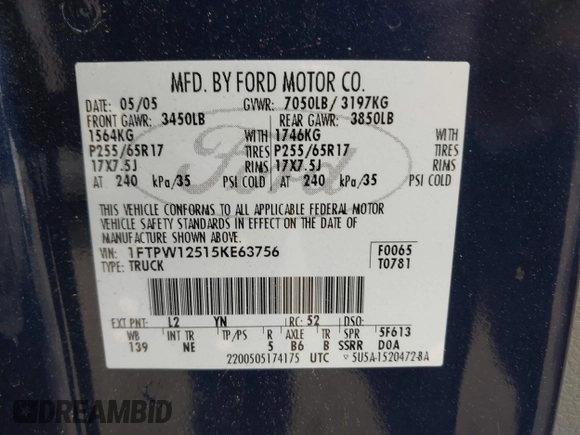 MFD. BY FORD MOTOR CO.
DATE: 05/05 GVWR: 7050LB/ 3197KG
FRONT GAWR: 3450LB REAR GAWR: 3850LB
1564KG WITH 1746KG WITH
P255/65R17 TIRES P255/65R17 TIRES
17X7.5J RIMS 17X7.5J RIMS
AT 240 kPa/35 PSI COLD AT 240 kPa/35 PSI COLD
THIS VEHICLE CONFORMS TO ALL APPLICABLE FEDERAL MOTOR
VEHICLE SAFETY STANDARDS IN EFFECT ON THE DATE OF
MANUFACTURE SHOWN ABOVE.
VIN: 1FTPW12515KE63756 F0065
TYPE: TRUCK T0781
Ford
EXT PNT: L2 YN RC: 52 DSO:
WB INT TR TP/PS R AXLE TR SPR 5F613
139 NE 5 B6 B SSRR D0A
2200505174175 UTC 5U5A-1520472-BA
DREAMBID